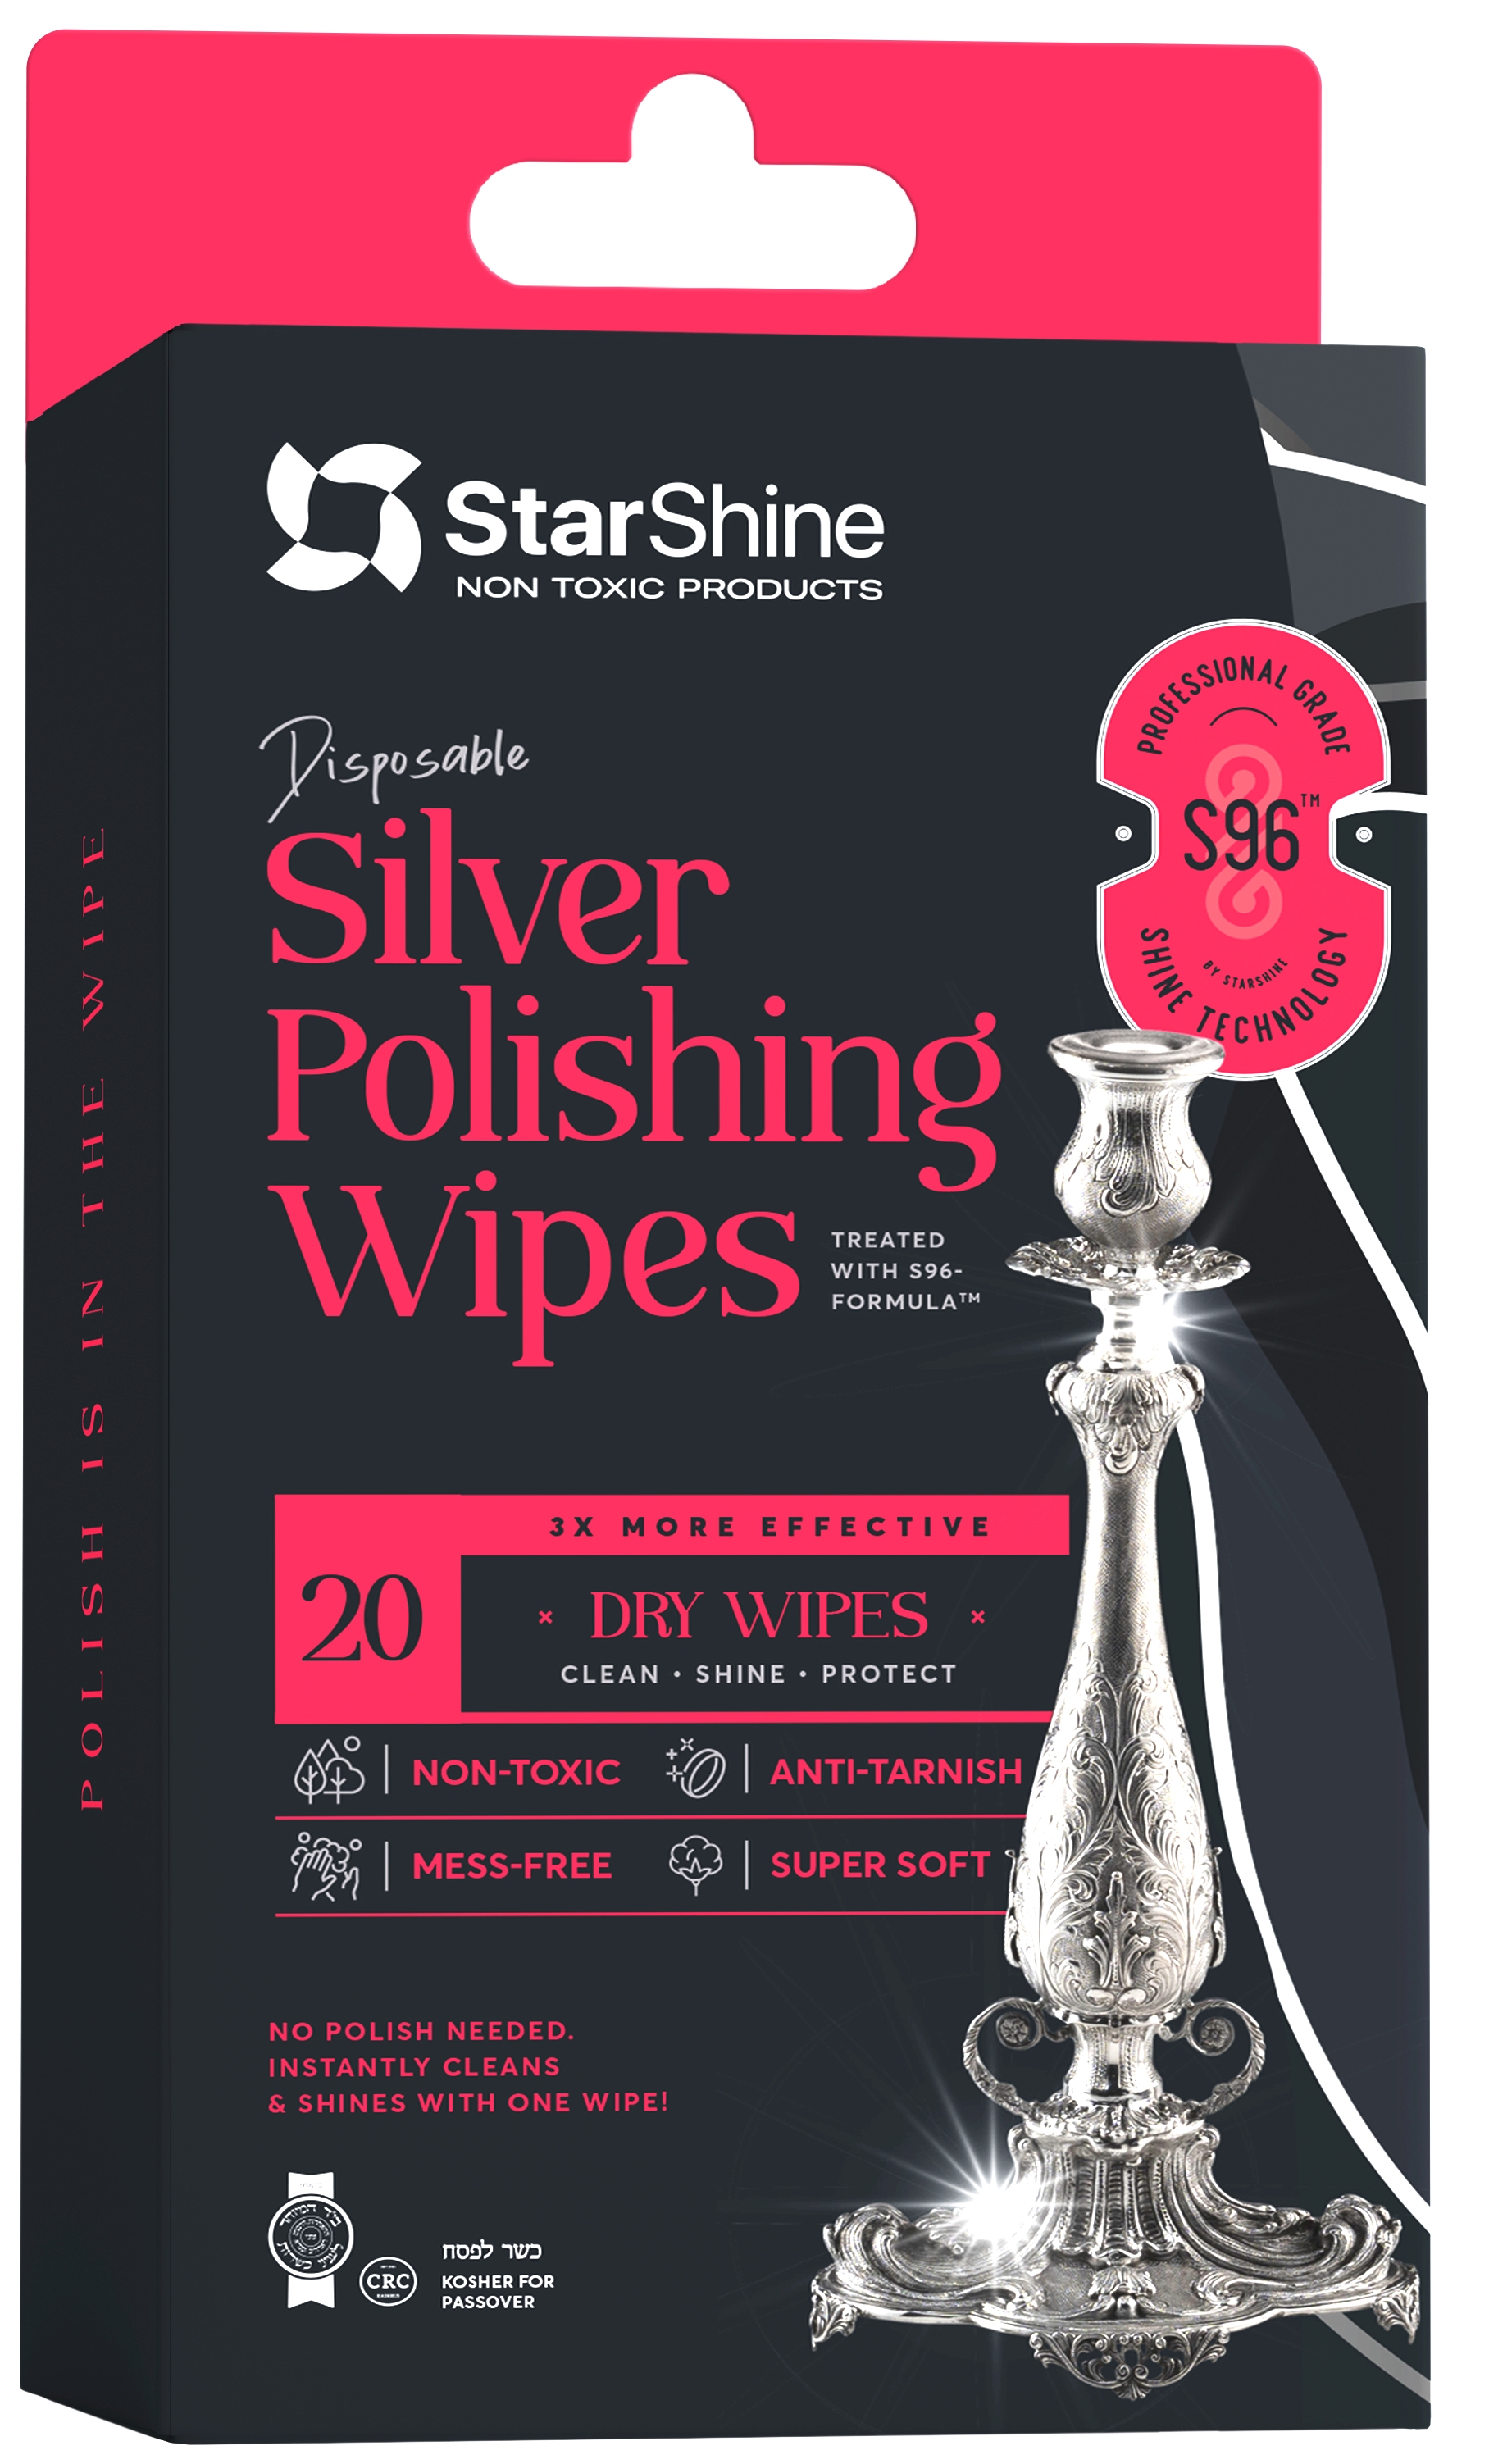 StarShine
NON TOXIC PRODUCTS
PROFESSIONAL GRADE
S96™
BY STARSHINE
SHINE TECHNOLOGY
Disposable
Silver
Polishing
Wipes
TREATED
WITH S96-
FORMULA™
POLISH IS IN THE WIPE
3X MORE EFFECTIVE
20
DRY WIPES
CLEAN • SHINE • PROTECT
NON-TOXIC
ANTI-TARNISH
MESS-FREE
SUPER SOFT
NO POLISH NEEDED.
INSTANTLY CLEANS
& SHINES WITH ONE WIPE!
CRC
כשר לפסח
KOSHER FOR
PASSOVER